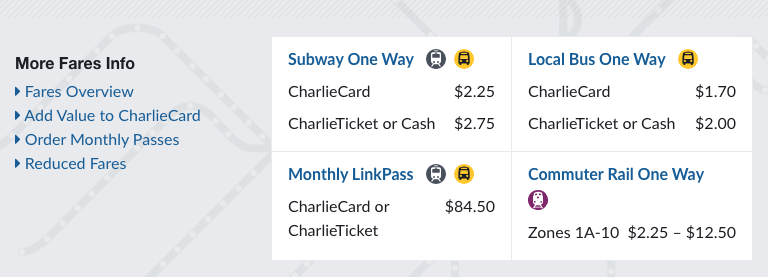 More Fares Info
Fares Overview
Add Value to CharlieCard
Order Monthly Passes
Reduced Fares
Subway One Way
CharlieCard $2.25
CharlieTicket or Cash $2.75
Local Bus One Way
CharlieCard $1.70
CharlieTicket or Cash $2.00
Monthly LinkPass
CharlieCard or $84.50
CharlieTicket
Commuter Rail One Way
Zones 1A-10 $2.25 – $12.50